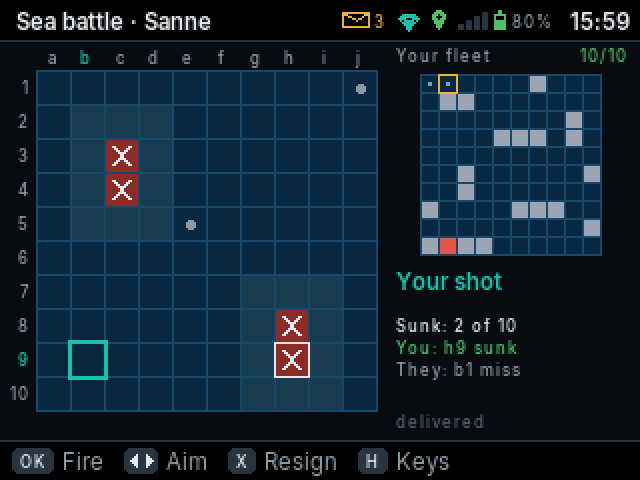 Sea battle · Sanne 3 80% 15:59
a b c d e f g h i j
1
2
3
4
5
6
7
8
9
10
Your fleet 10/10
Your shot
Sunk: 2 of 10
You: h9 sunk
They: b1 miss
delivered
OK Fire Aim X Resign H Keys